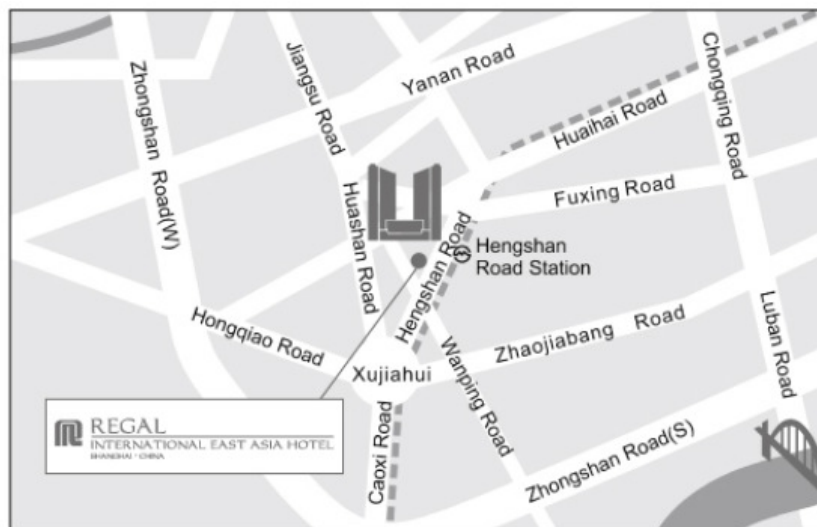 Jiangsu Road
Yanan Road
Chongqing Road
Zhongshan Road(W)
Huaihai Road
Fuxing Road
Huashan Road
Hengshan Road
Hengshan
Road Station
Hongqiao Road
Zhaojiabang Road
Luban Road
Xujiahui
Wanping Road
REGAL
INTERNATIONAL EAST ASIA HOTEL
SHANGHAI • CHINA
Caoxi Road
Zhongshan Road(S)